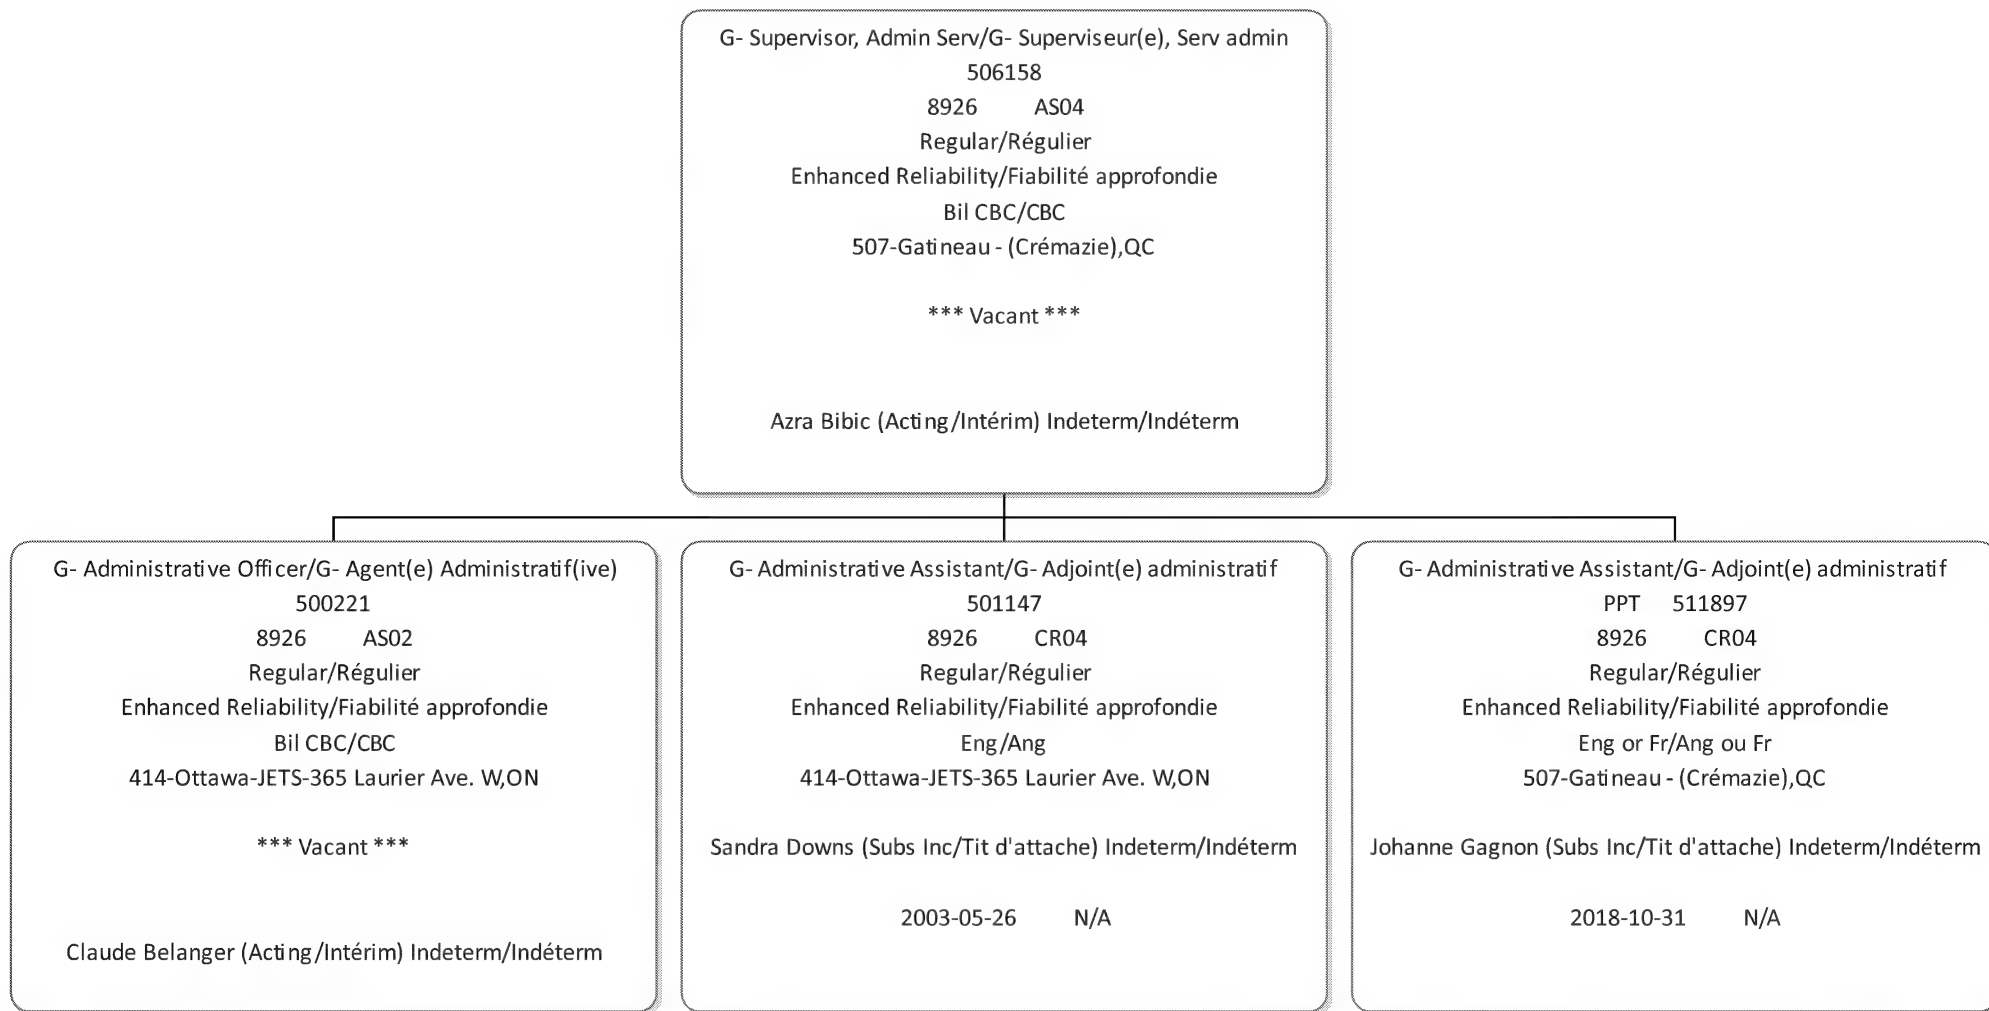 G- Supervisor, Admin Serv/G- Superviseur(e), Serv admin
506158
8926 AS04
Regular/Régulier
Enhanced Reliability/Fiabilité approfondie
Bil CBC/CBC
507-Gatineau - (Crémazie),QC
*** Vacant ***
Azra Bibic (Acting/Intérim) Indeterm/Indéterm
G- Administrative Officer/G- Agent(e) Administratif(ive)
500221
8926 AS02
Regular/Régulier
Enhanced Reliability/Fiabilité approfondie
Bil CBC/CBC
414-Ottawa-JETS-365 Laurier Ave. W,ON
*** Vacant ***
Claude Belanger (Acting/Intérim) Indeterm/Indéterm
G- Administrative Assistant/G- Adjoint(e) administratif
501147
8926 CR04
Regular/Régulier
Enhanced Reliability/Fiabilité approfondie
Eng/Ang
414-Ottawa-JETS-365 Laurier Ave. W,ON
Sandra Downs (Subs Inc/Tit d'attache) Indeterm/Indéterm
2003-05-26 N/A
G- Administrative Assistant/G- Adjoint(e) administratif
PPT 511897
8926 CR04
Regular/Régulier
Enhanced Reliability/Fiabilité approfondie
Eng or Fr/Ang ou Fr
507-Gatineau - (Crémazie),QC
Johanne Gagnon (Subs Inc/Tit d'attache) Indeterm/Indéterm
2018-10-31 N/A